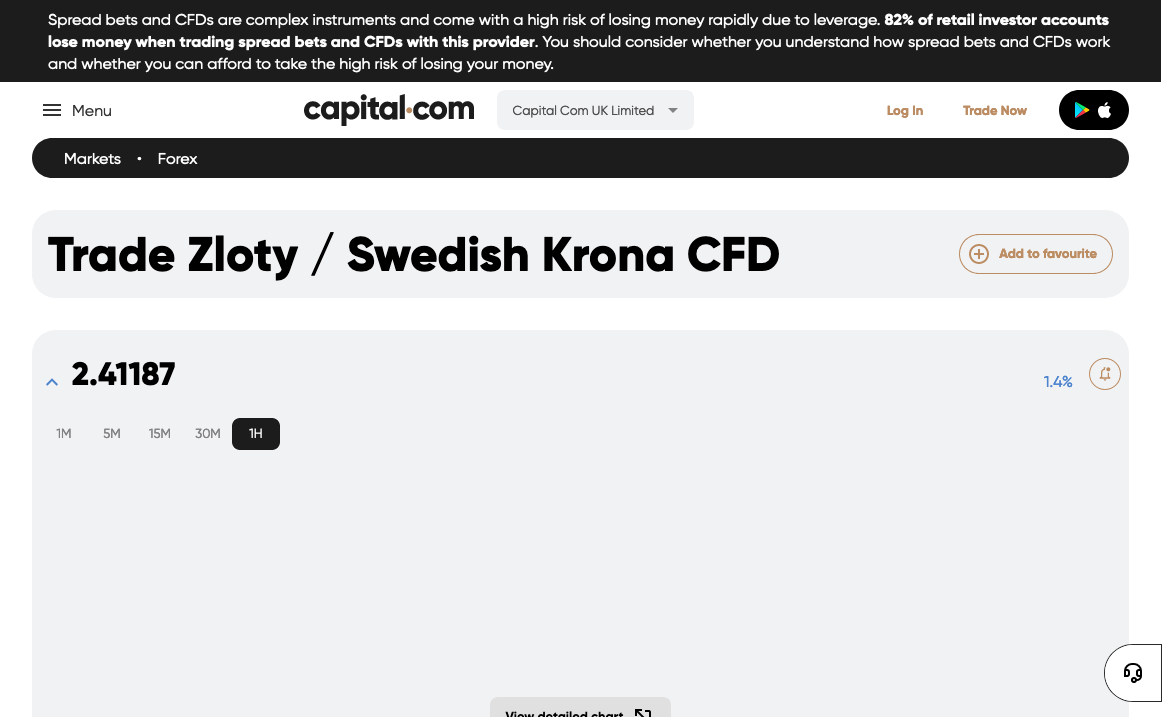 Spread bets and CFDs are complex instruments and come with a high risk of losing money rapidly due to leverage. 82% of retail investor accounts
lose money when trading spread bets and CFDs with this provider. You should consider whether you understand how spread bets and CFDs work
and whether you can afford to take the high risk of losing your money.
Menu
capital.com
Capital Com UK Limited
Log In
Trade Now
Markets • Forex
Trade Zloty / Swedish Krona CFD
Add to favourite
2.41187
1.4%
1M 5M 15M 30M 1H
View detailed chart